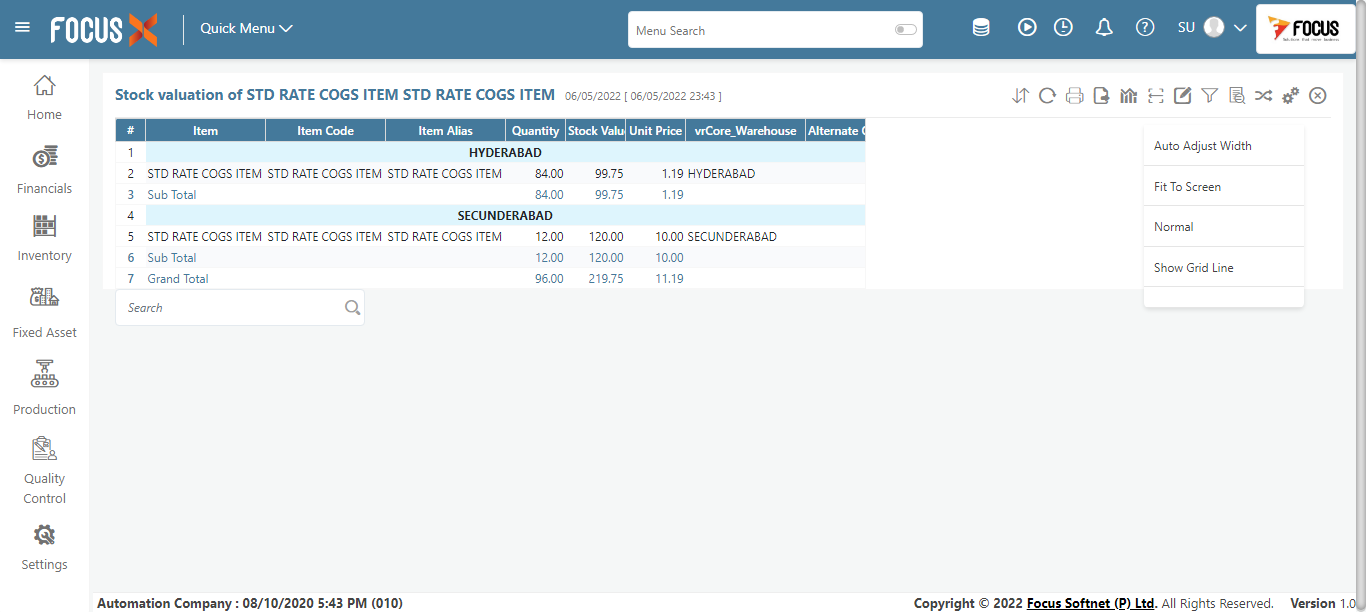 FOCUS X
Quick Menu
Menu Search
SU
FOCUS
Home
Financials
Inventory
Fixed Asset
Production
Quality
Control
Settings
Stock valuation of STD RATE COGS ITEM STD RATE COGS ITEM 06/05/2022 [ 06/05/2022 23:43 ]
# Item Item Code Item Alias Quantity Stock Valu Unit Price vrCore_Warehouse Alternate
1 HYDERABAD
2 STD RATE COGS ITEM STD RATE COGS ITEM STD RATE COGS ITEM 84.00 99.75 1.19 HYDERABAD
3 Sub Total 84.00 99.75 1.19
4 SECUNDERABAD
5 STD RATE COGS ITEM STD RATE COGS ITEM STD RATE COGS ITEM 12.00 120.00 10.00 SECUNDERABAD
6 Sub Total 12.00 120.00 10.00
7 Grand Total 96.00 219.75 11.19
Search
Auto Adjust Width
Fit To Screen
Normal
Show Grid Line
Automation Company : 08/10/2020 5:43 PM (010)
Copyright © 2022 Focus Softnet (P) Ltd. All Rights Reserved. Version 1.0